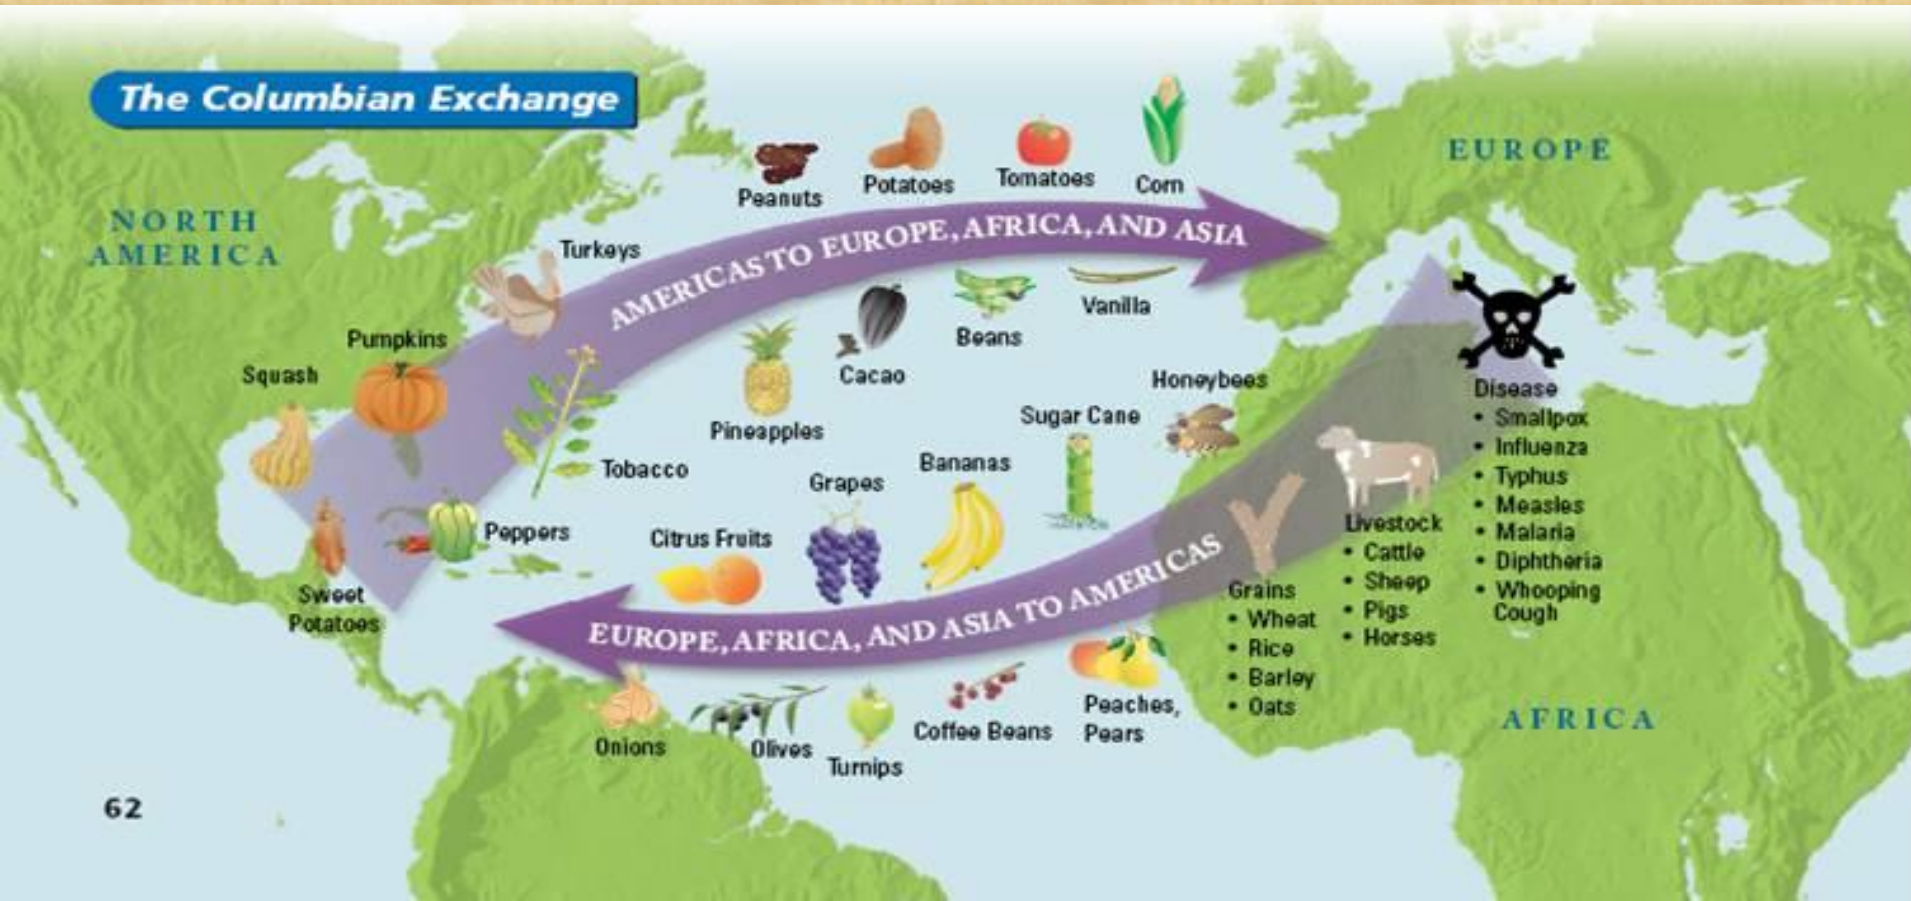 The Columbian Exchange
NORTH
AMERICA
EUROPE
AFRICA
Peanuts
Potatoes
Tomatoes
Corn
AMERICAS TO EUROPE, AFRICA, AND ASIA
Turkeys
Pumpkins
Squash
Tobacco
Peppers
Sweet
Potatoes
Pineapples
Cacao
Beans
Vanilla
Honeybees
Sugar Cane
Bananas
Grapes
Citrus Fruits
EUROPE, AFRICA, AND ASIA TO AMERICAS
Onions
Olives
Turnips
Coffee Beans
Peaches,
Pears
Grains
• Wheat
• Rice
• Barley
• Oats
Livestock
• Cattle
• Sheep
• Pigs
• Horses
Disease
• Smallpox
• Influenza
• Typhus
• Measles
• Malaria
• Diphtheria
• Whooping
Cough
62